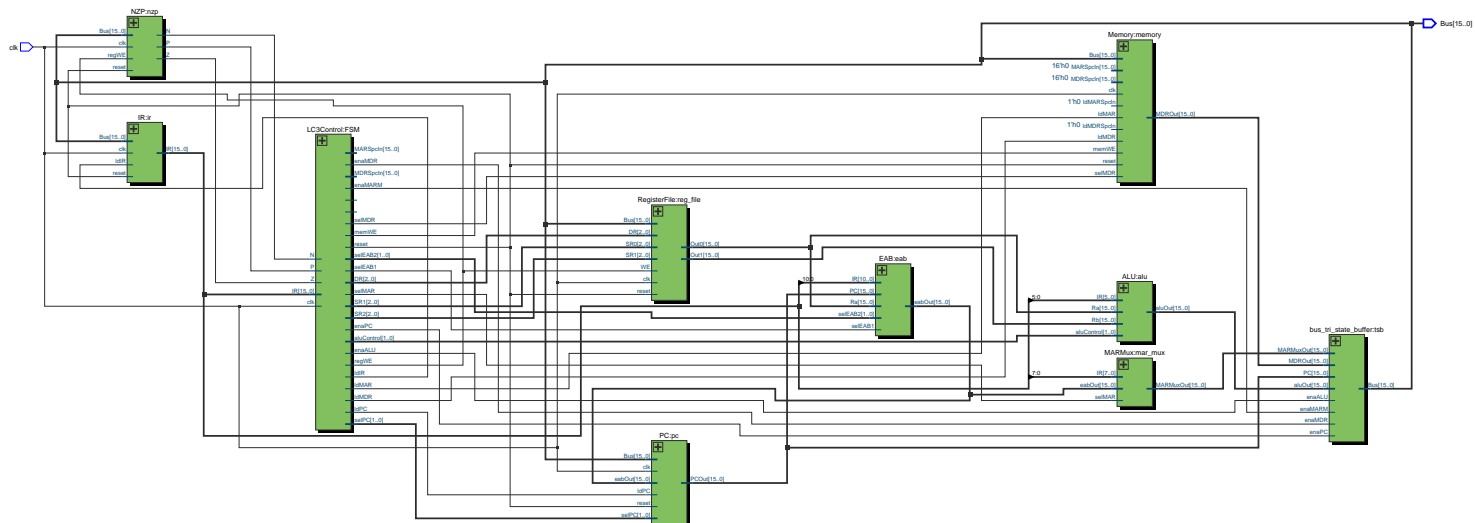 clk
NZP:nzp
Bus[15..0]
clk
regWE
reset
N
P
Z
IR:ir
Bus[15..0]
clk
ldIR
reset
IR[15..0]
LC3Control:FSM
N
P
Z
IR[15..0]
clk
MARSpcIn[15..0]
enaMDR
MDRSpcIn[15..0]
enaMARM
selMDR
memWE
reset
selEAB2[1..0]
selEAB1
DR[2..0]
selMAR
SR1[2..0]
SR2[2..0]
enaPC
aluControl[1..0]
enaALU
regWE
ldIR
ldMAR
ldMDR
ldPC
selPC[1..0]
RegisterFile:reg_file
Bus[15..0]
DR[2..0]
SR0[2..0]
SR1[2..0]
WE
clk
reset
Out0[15..0]
Out1[15..0]
PC:pc
Bus[15..0]
clk
eabOut[15..0]
ldPC
reset
selPC[1..0]
PCOut[15..0]
EAB:eab
10:0
IR[10..0]
PC[15..0]
Ra[15..0]
selEAB2[1..0]
selEAB1
eabOut[15..0]
Memory:memory
Bus[15..0]
16'h0 MARSpcIn[15..0]
16'h0 MDRSpcIn[15..0]
clk
1'h0 ldMARSpcIn
ldMAR
1'h0 ldMDRSpcIn
ldMDR
memWE
reset
selMDR
MDROut[15..0]
ALU:alu
5:0
IR[5..0]
Ra[15..0]
Rb[15..0]
aluControl[1..0]
aluOut[15..0]
MARMux:mar_mux
7:0
IR[7..0]
eabOut[15..0]
selMAR
MARMuxOut[15..0]
bus_tri_state_buffer:tsb
MARMuxOut[15..0]
MDROut[15..0]
PC[15..0]
aluOut[15..0]
enaALU
enaMARM
enaMDR
enaPC
Bus[15..0]
Bus[15..0]